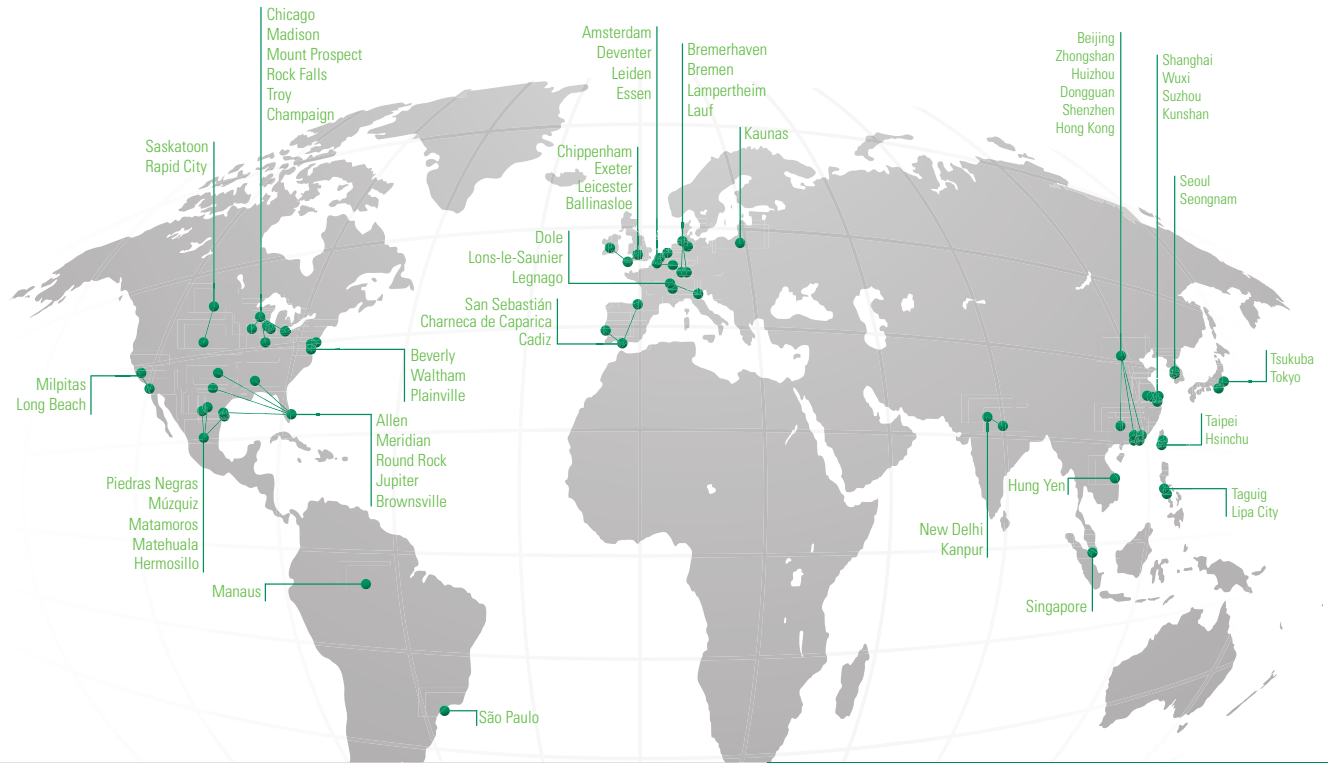 Chicago
Madison
Mount Prospect
Rock Falls
Troy
Champaign
Saskatoon
Rapid City
Amsterdam
Deventer
Leiden
Essen
Bremerhaven
Bremen
Lampertheim
Lauf
Kaunas
Chippenham
Exeter
Leicester
Ballinasloe
Dole
Lons-le-Saunier
Legnago
San Sebastián
Charneca de Caparica
Cadiz
Beijing
Zhongshan
Huizhou
Dongguan
Shenzhen
Hong Kong
Shanghai
Wuxi
Suzhou
Kunshan
Seoul
Seongnam
Tsukuba
Tokyo
Milpitas
Long Beach
Beverly
Waltham
Plainville
Allen
Meridian
Round Rock
Jupiter
Brownsville
Piedras Negras
Múzquiz
Matamoros
Matehuala
Hermosillo
Manaus
São Paulo
New Delhi
Kanpur
Hung Yen
Singapore
Taipei
Hsinchu
Taguig
Lipa City